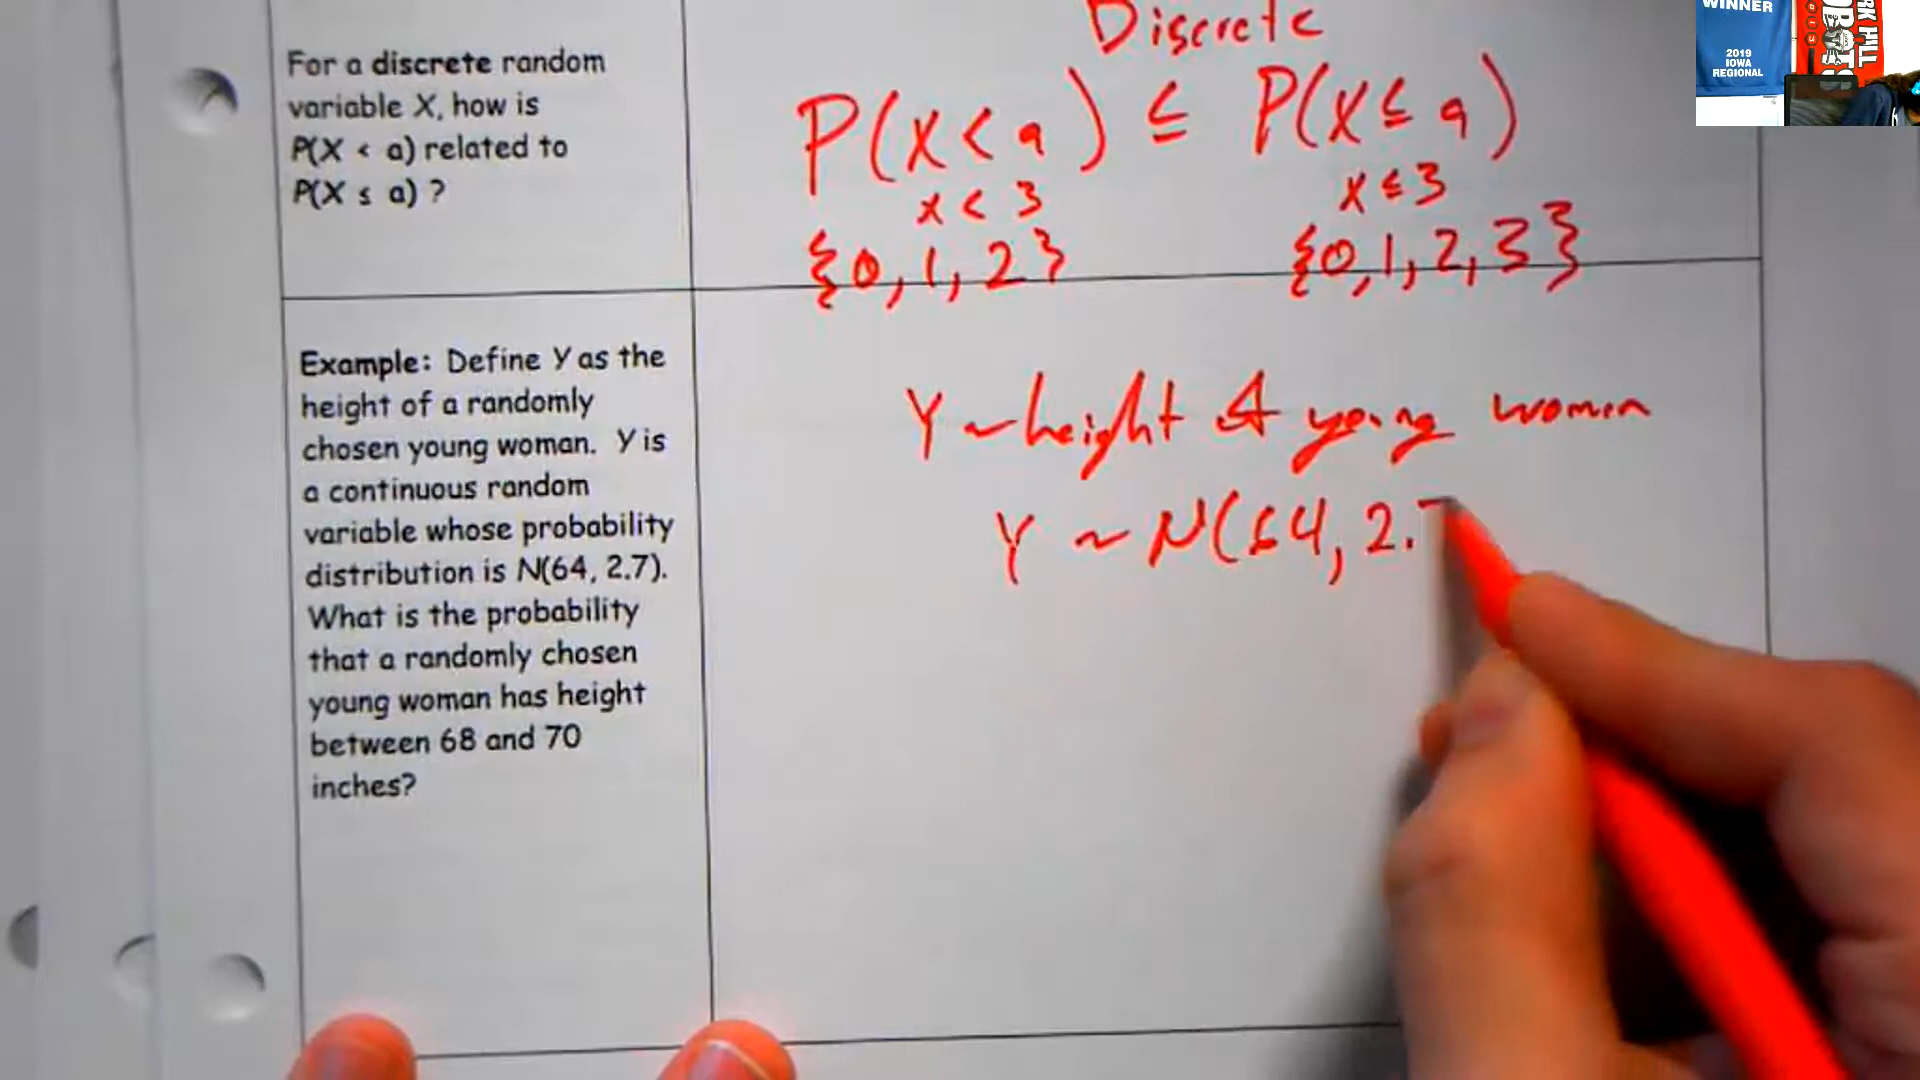 WINNER
2019
IOWA
REGIONAL
Discrete
For a discrete random
variable X, how is
P(X < a) related to
P(X ≤ a) ?
P(X < a) ≤ P(X ≤ a)
x < 3
x ≤ 3
{0, 1, 2}
{0, 1, 2, 3}
Example: Define Y as the
height of a randomly
chosen young woman. Y is
a continuous random
variable whose probability
distribution is N(64, 2.7).
What is the probability
that a randomly chosen
young woman has height
between 68 and 70
inches?
Y ~ height of young women
Y ~ N(64, 2.7